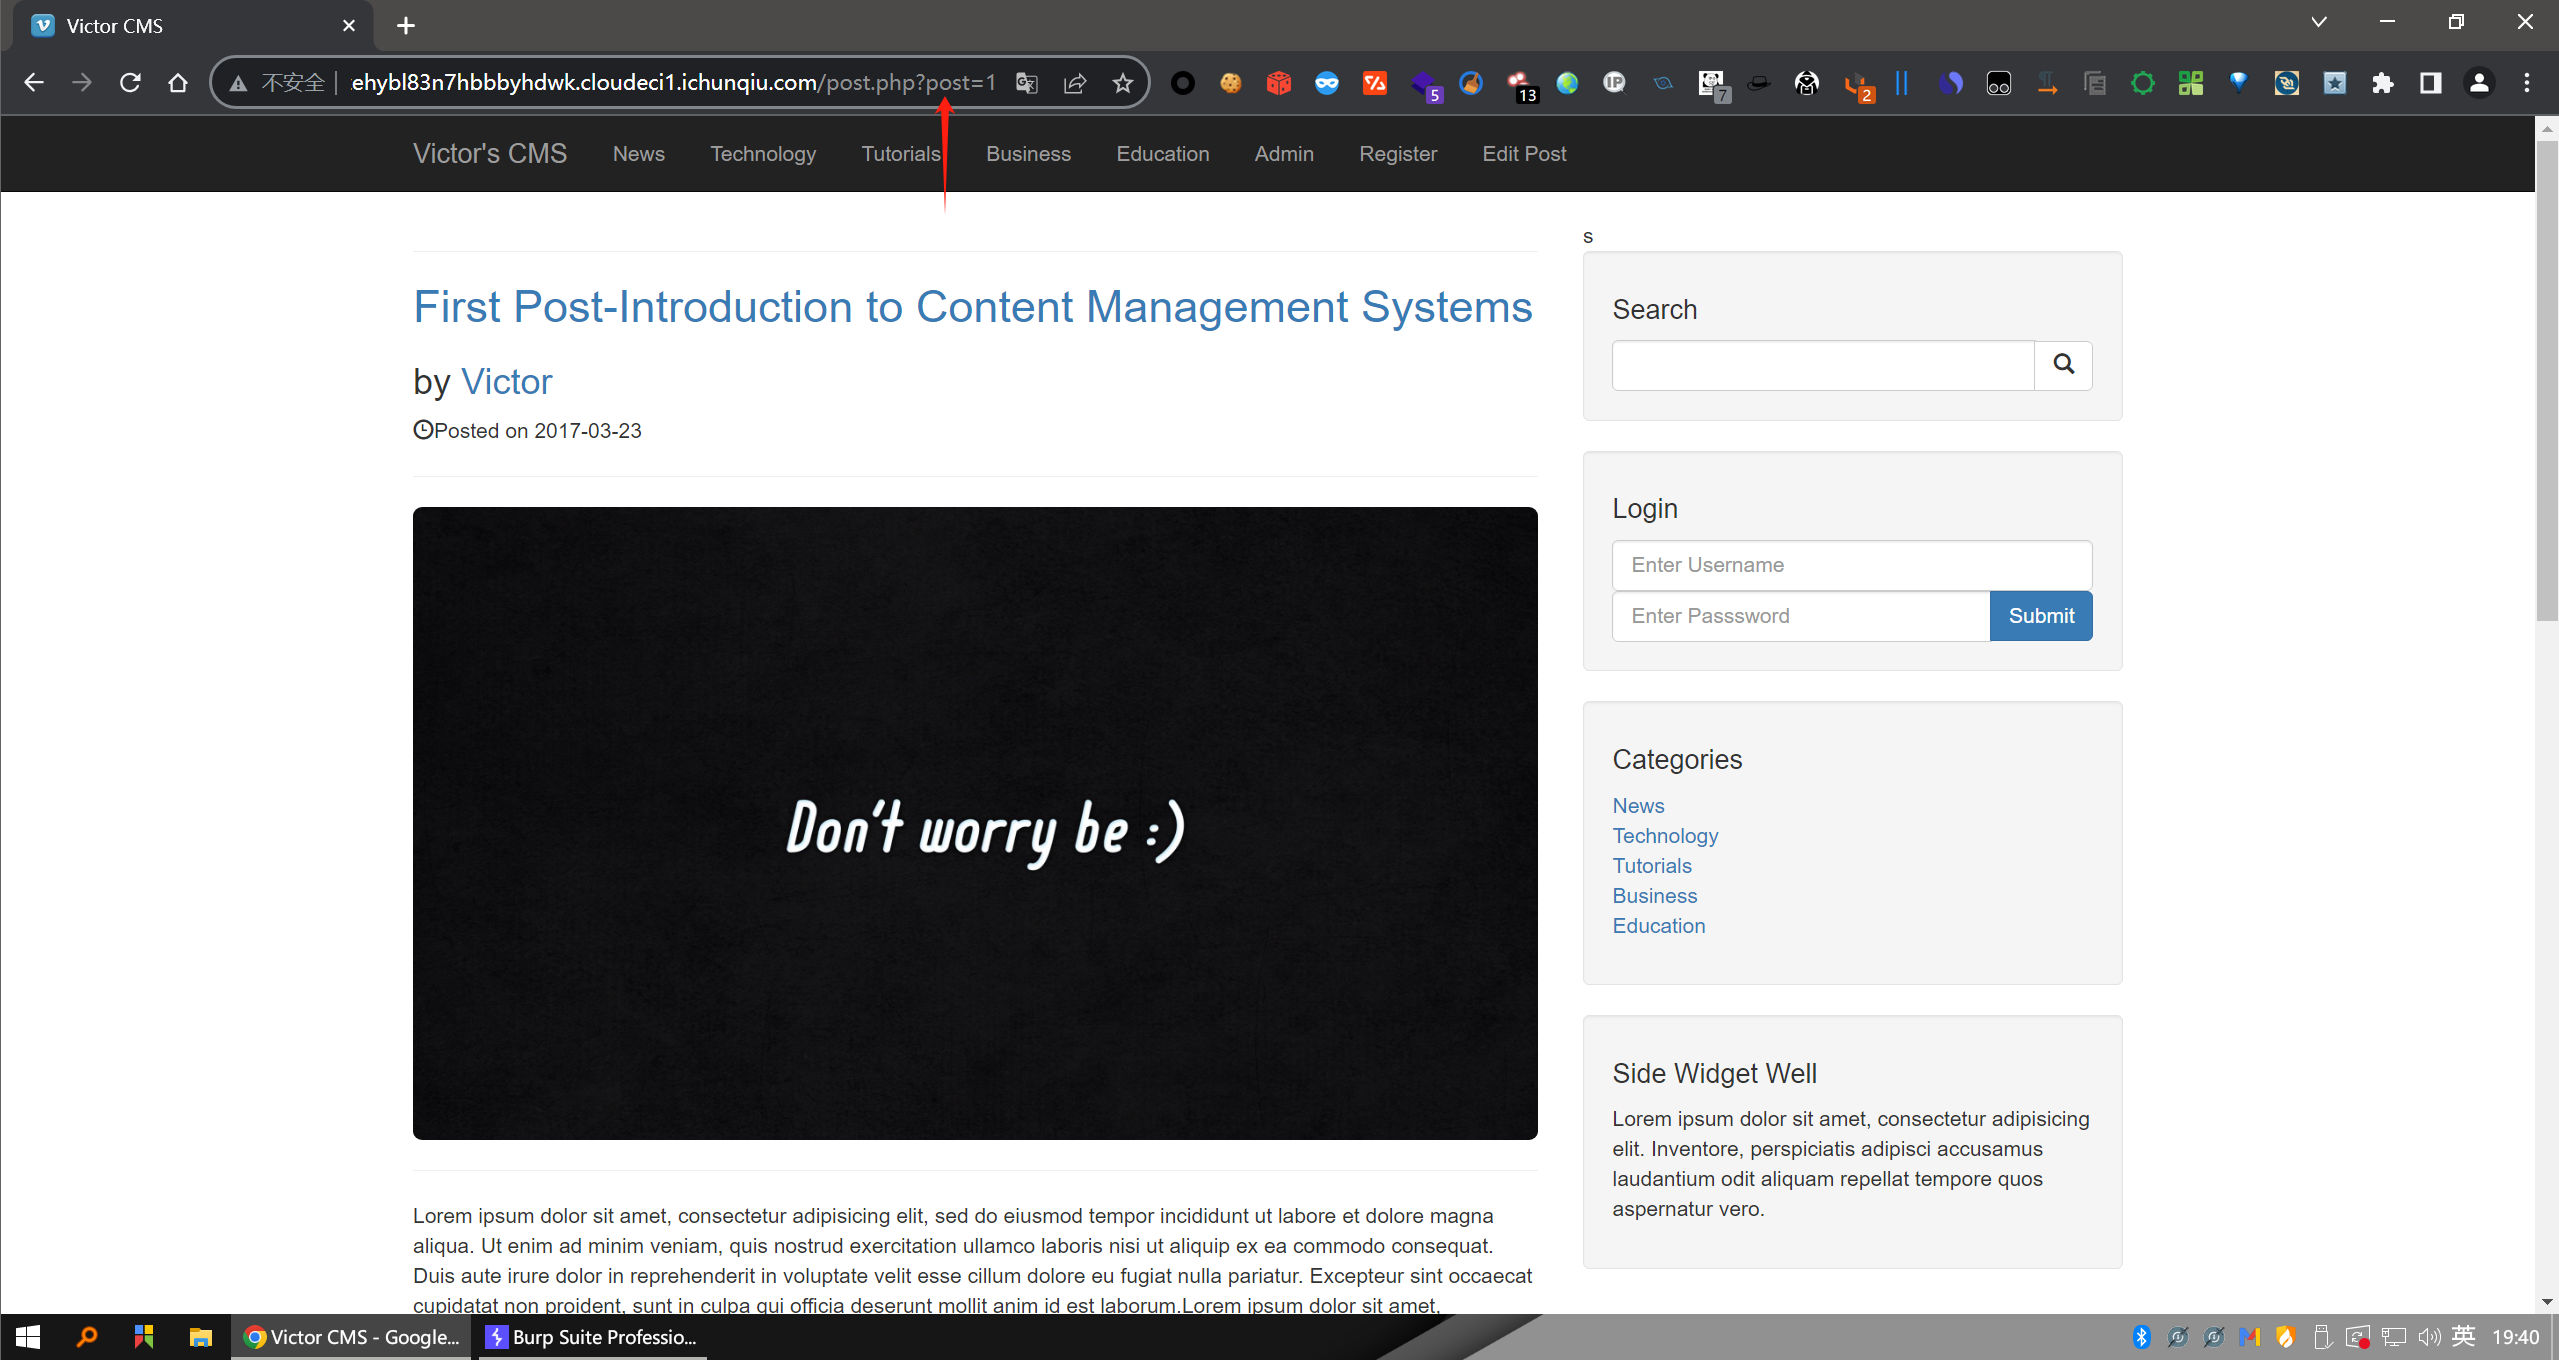 Victor CMS
不安全
ehybl83n7hbbbyhdwk.cloudeci1.ichunqiu.com/post.php?post=1
5
13
7
2
Victor's CMS
News
Technology
Tutorials
Business
Education
Admin
Register
Edit Post
First Post-Introduction to Content Management Systems
by Victor
Posted on 2017-03-23
Don't worry be :)
Lorem ipsum dolor sit amet, consectetur adipisicing elit, sed do eiusmod tempor incididunt ut labore et dolore magna
aliqua. Ut enim ad minim veniam, quis nostrud exercitation ullamco laboris nisi ut aliquip ex ea commodo consequat.
Duis aute irure dolor in reprehenderit in voluptate velit esse cillum dolore eu fugiat nulla pariatur. Excepteur sint occaecat
cupidatat non proident, sunt in culpa qui officia deserunt mollit anim id est laborum.Lorem ipsum dolor sit amet,
s
Search
Login
Enter Username
Enter Passsword
Submit
Categories
News
Technology
Tutorials
Business
Education
Side Widget Well
Lorem ipsum dolor sit amet, consectetur adipisicing
elit. Inventore, perspiciatis adipisci accusamus
laudantium odit aliquam repellat tempore quos
aspernatur vero.
Victor CMS - Google...
Burp Suite Professio...
英
19:40